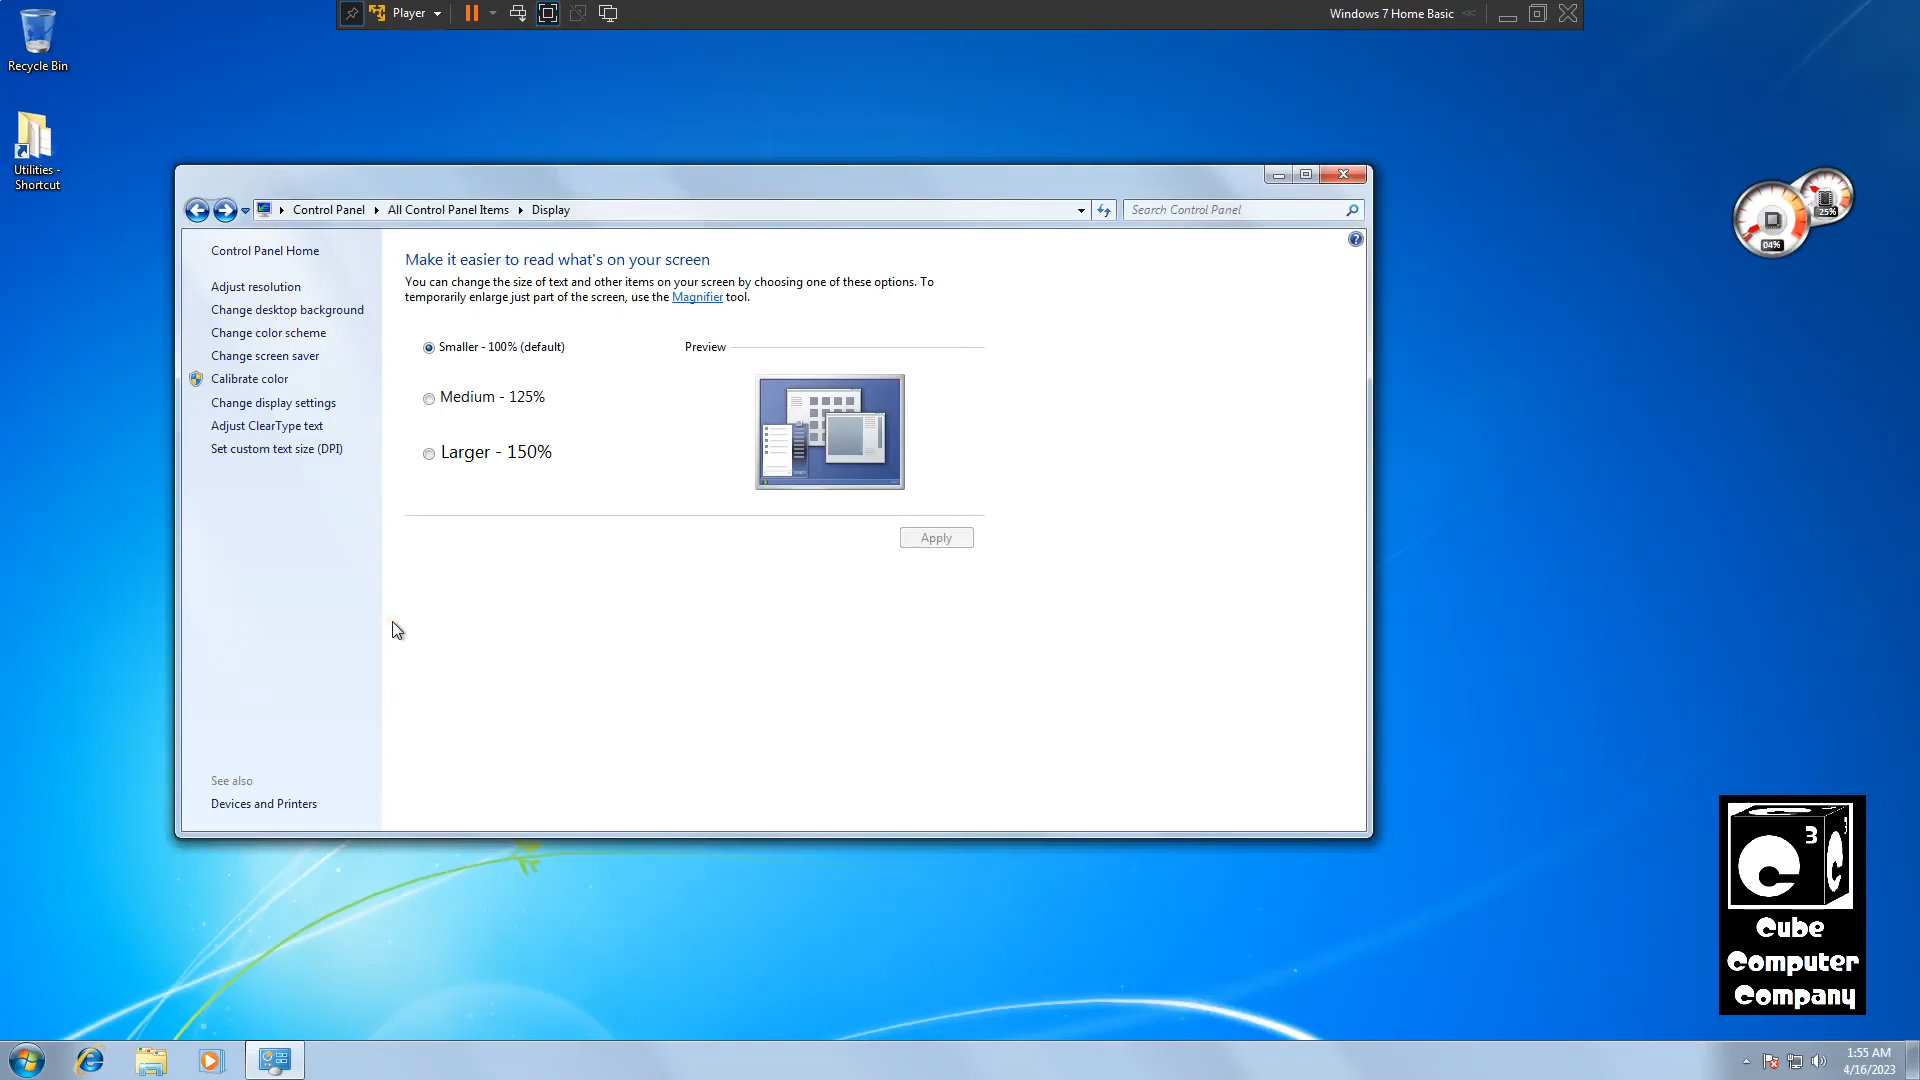 Player
Windows 7 Home Basic
Recycle Bin
Utilities -
Shortcut
Control Panel
All Control Panel Items
Display
Search Control Panel
Control Panel Home
Adjust resolution
Change desktop background
Change color scheme
Change screen saver
Calibrate color
Change display settings
Adjust ClearType text
Set custom text size (DPI)
See also
Devices and Printers
Make it easier to read what's on your screen
You can change the size of text and other items on your screen by choosing one of these options. To
temporarily enlarge just part of the screen, use the Magnifier tool.
Smaller - 100% (default)
Medium - 125%
Larger - 150%
Preview
Apply
25%
04%
C 3 C 3
Cube
Computer
Company
1:55 AM
4/16/2023